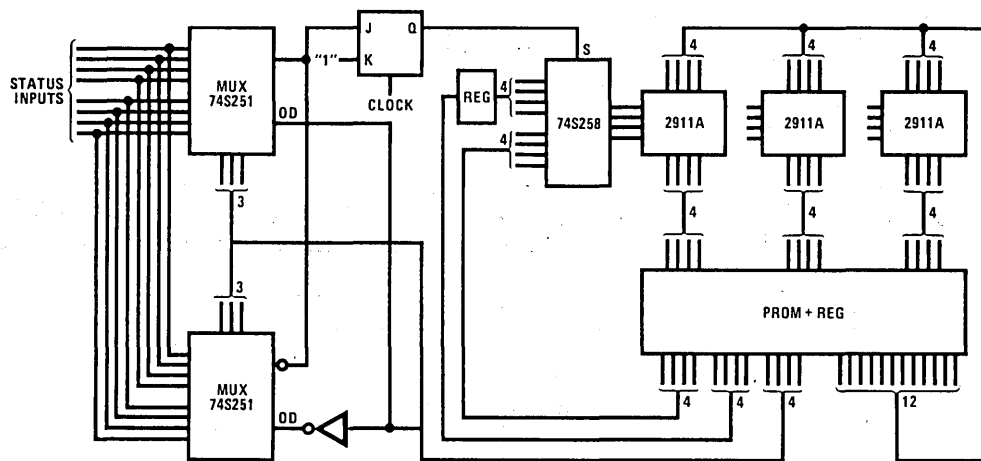 STATUS
INPUTS
MUX
74S251
OD
3
J
Q
"1"
K
CLOCK
REG
4
4
S
74S258
4
4
4
2911A
2911A
2911A
4
4
4
3
MUX
74S251
OD
PROM + REG
4
4
4
12